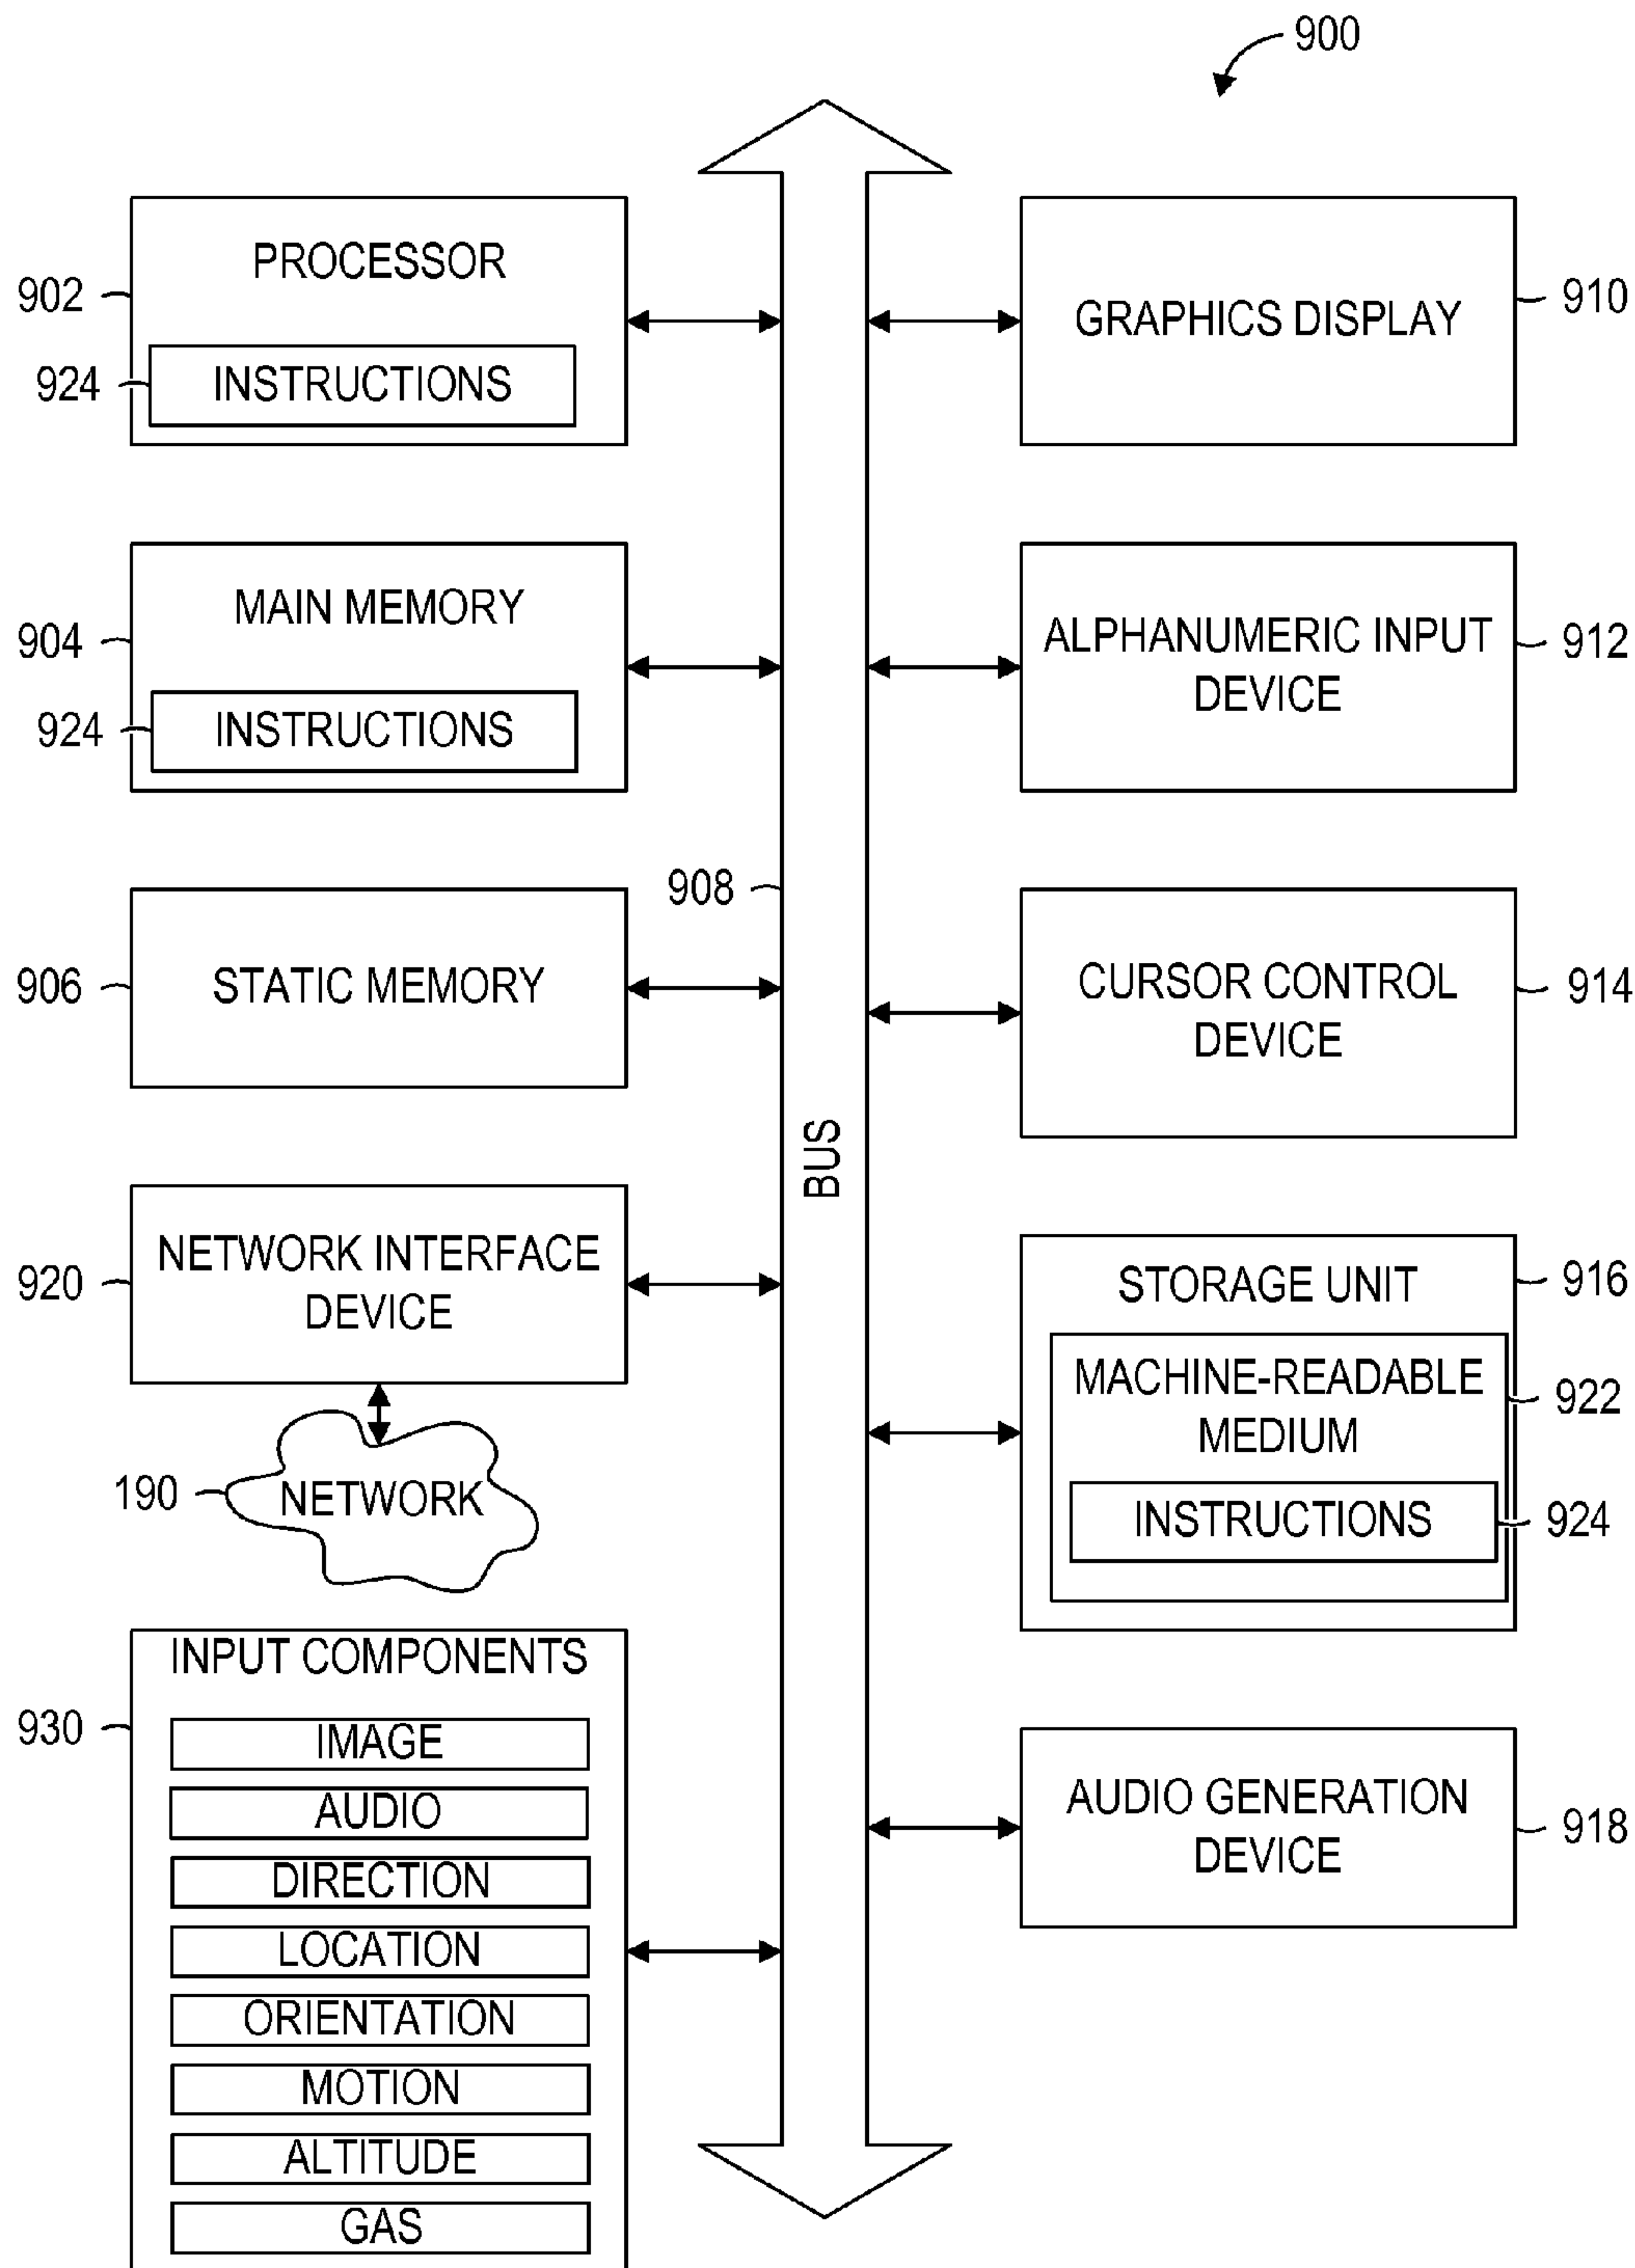 900
PROCESSOR
902
924
INSTRUCTIONS
MAIN MEMORY
904
924
INSTRUCTIONS
906
STATIC MEMORY
NETWORK INTERFACE
DEVICE
920
190
NETWORK
INPUT COMPONENTS
930
IMAGE
AUDIO
DIRECTION
LOCATION
ORIENTATION
MOTION
ALTITUDE
GAS
908
BUS
GRAPHICS DISPLAY
910
ALPHANUMERIC INPUT
DEVICE
912
CURSOR CONTROL
DEVICE
914
STORAGE UNIT
916
MACHINE-READABLE
MEDIUM
922
INSTRUCTIONS
924
AUDIO GENERATION
DEVICE
918